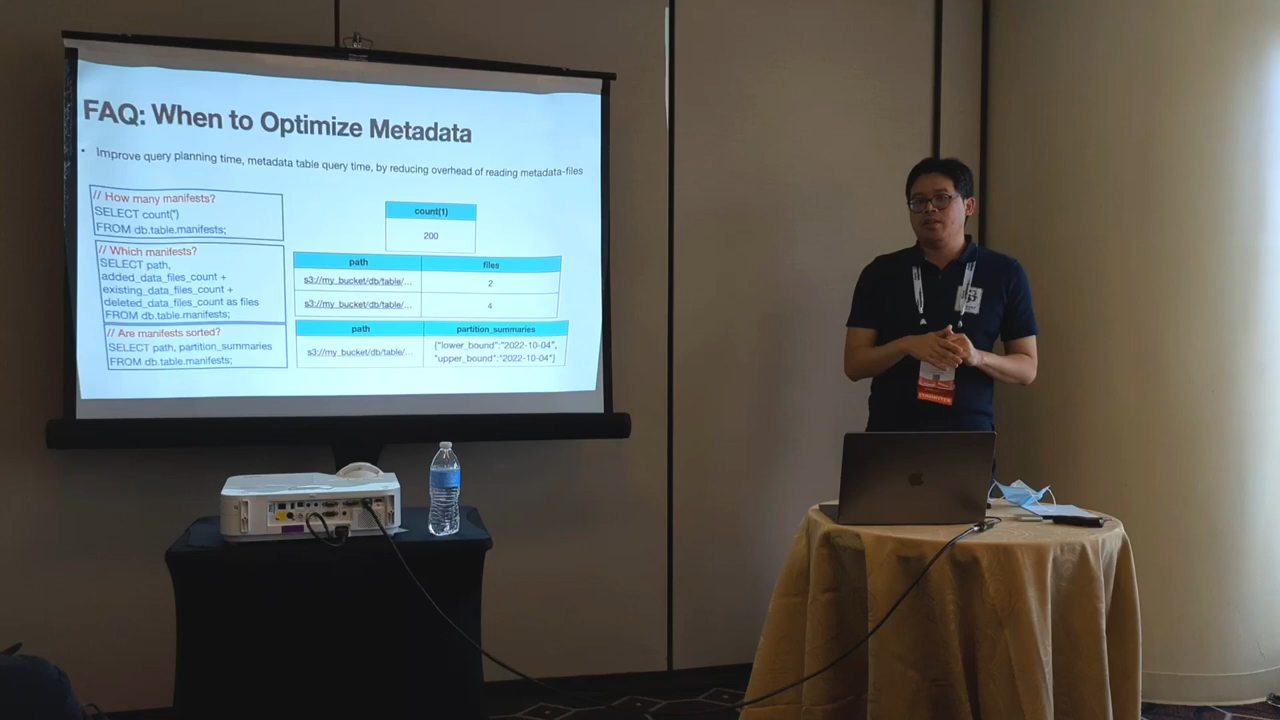 FAQ: When to Optimize Metadata
• Improve query planning time, metadata table query time, by reducing overhead of reading metadata-files
// How many manifests?
SELECT count(*)
FROM db.table.manifests;
count(1)
200
// Which manifests?
SELECT path,
added_data_files_count +
existing_data_files_count +
deleted_data_files_count as files
FROM db.table.manifests;
path files
s3://my_bucket/db/table/... 2
s3://my_bucket/db/table/... 4
// Are manifests sorted?
SELECT path, partition_summaries
FROM db.table.manifests;
path partition_summaries
s3://my_bucket/db/table/... {"lower_bound":"2022-10-04",
"upper_bound":"2022-10-04"}